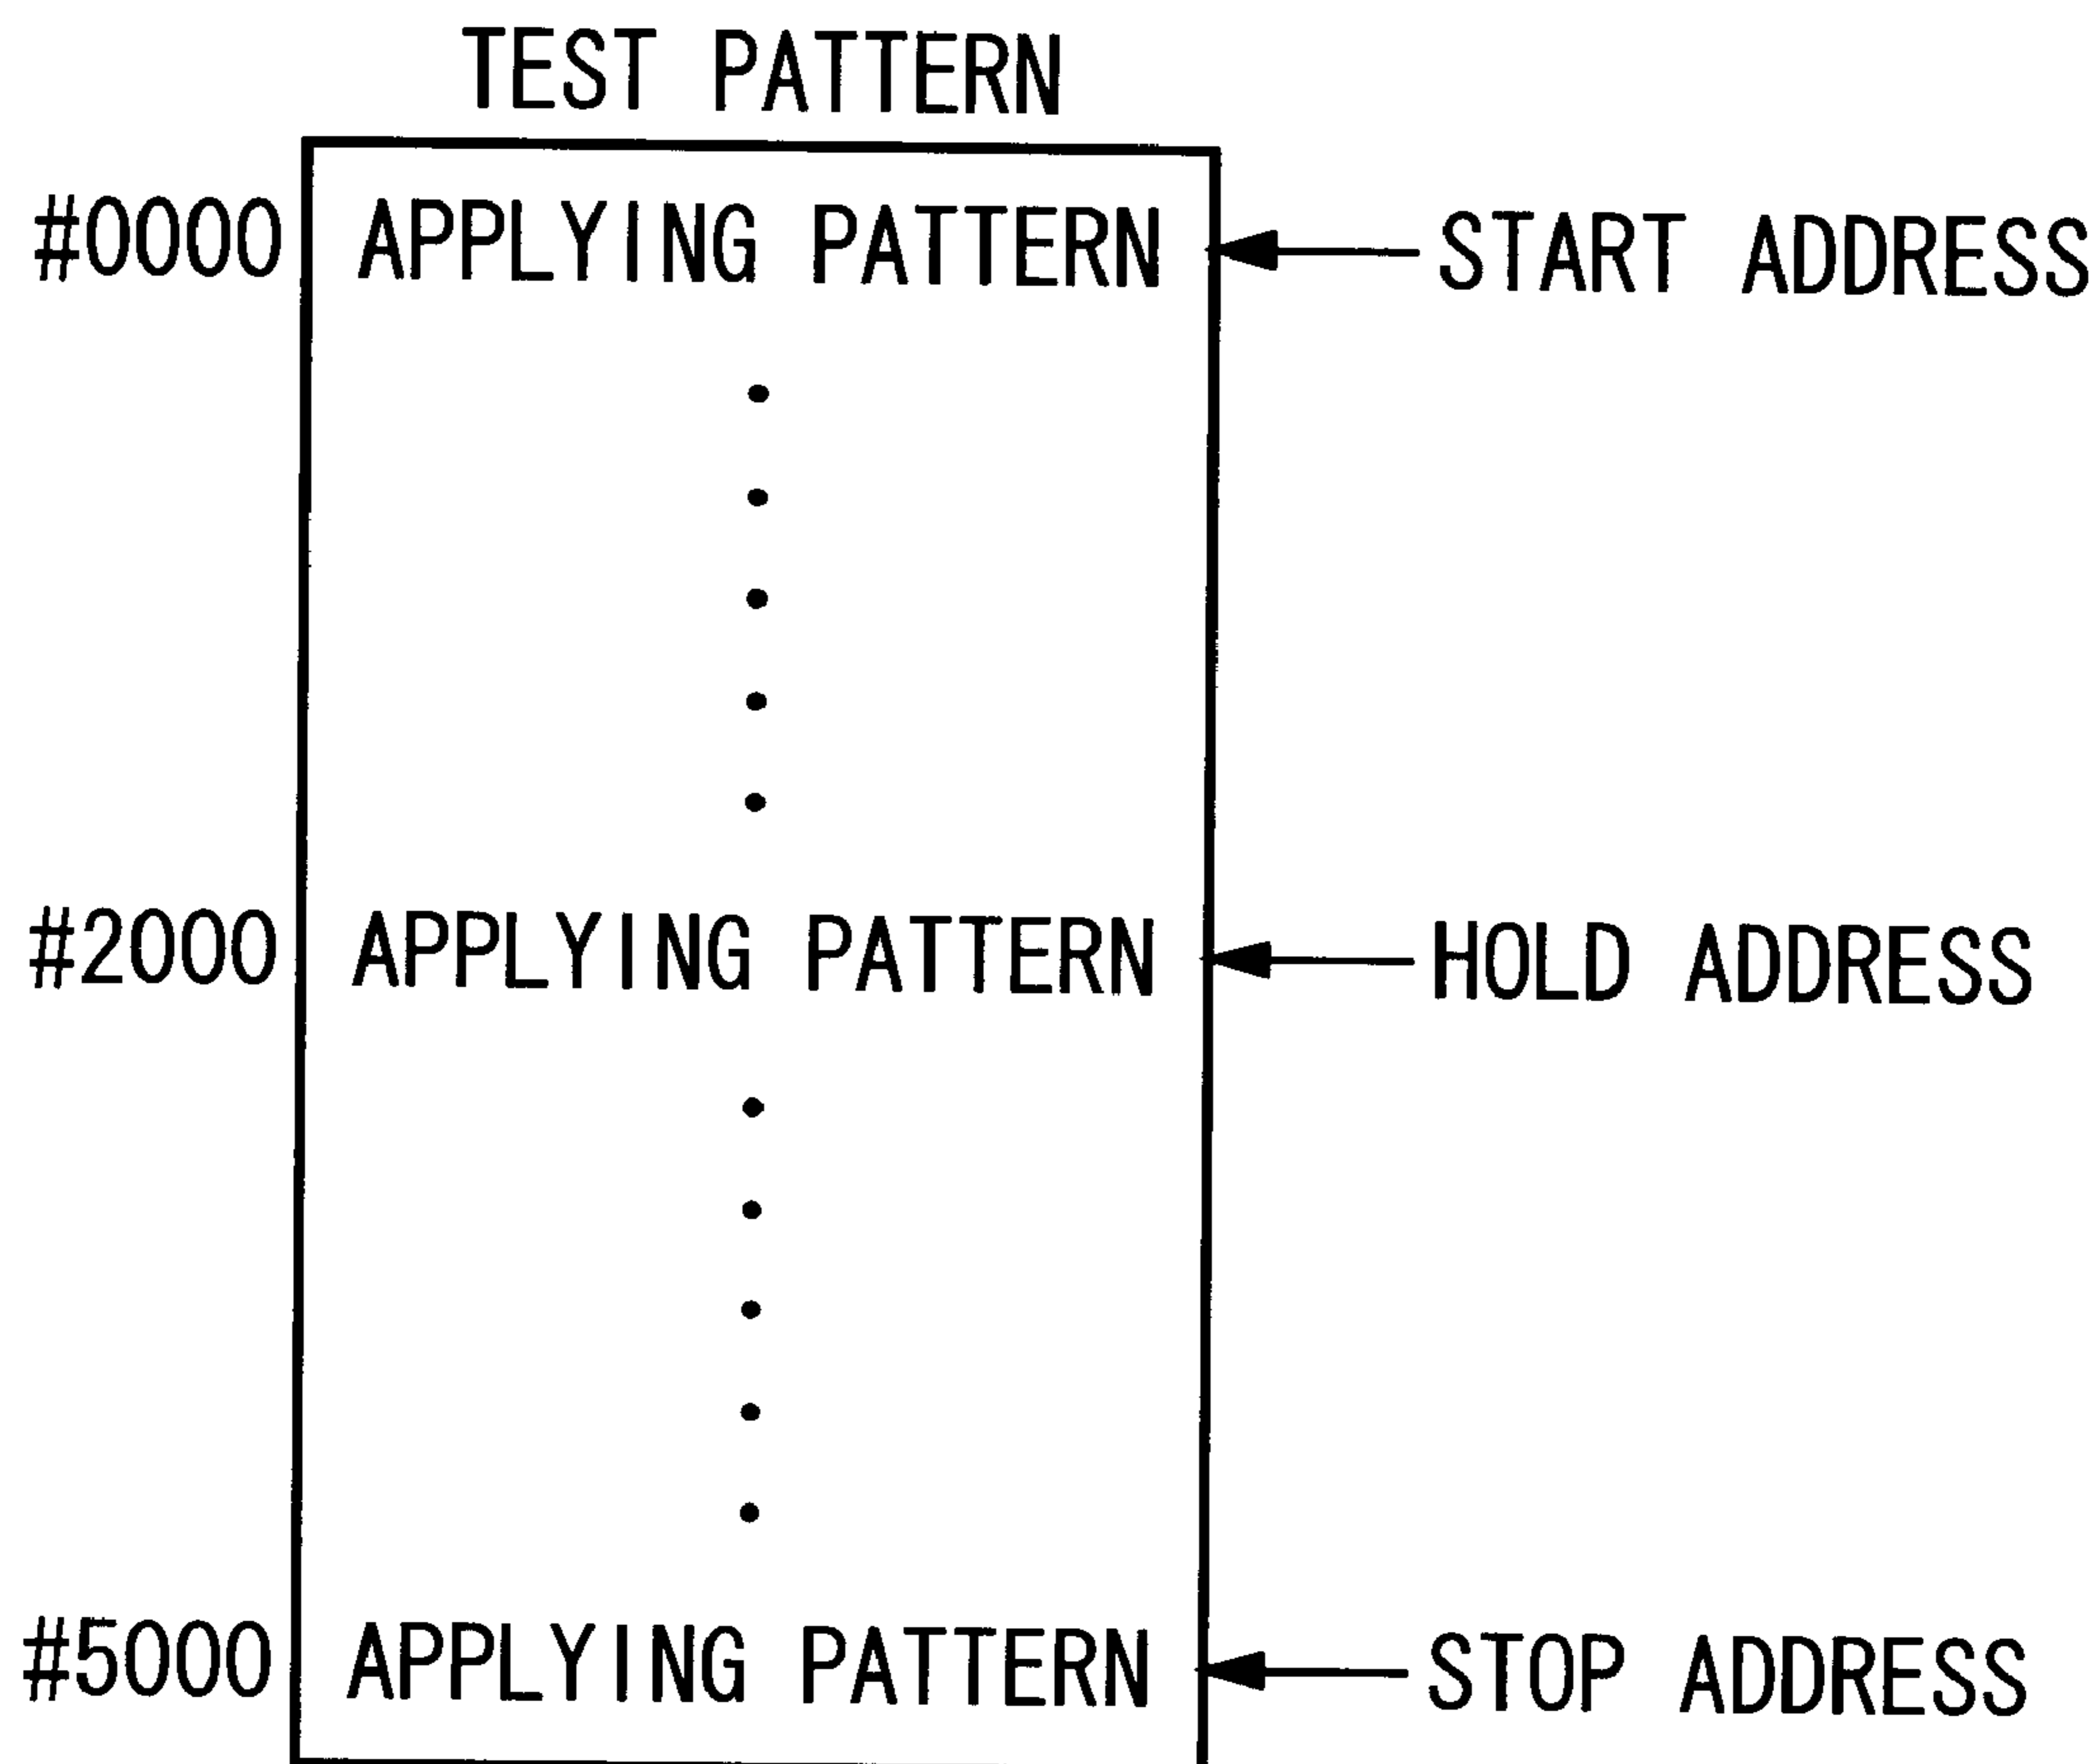 TEST PATTERN
#0000 APPLYING PATTERN START ADDRESS
#2000 APPLYING PATTERN HOLD ADDRESS
#5000 APPLYING PATTERN STOP ADDRESS